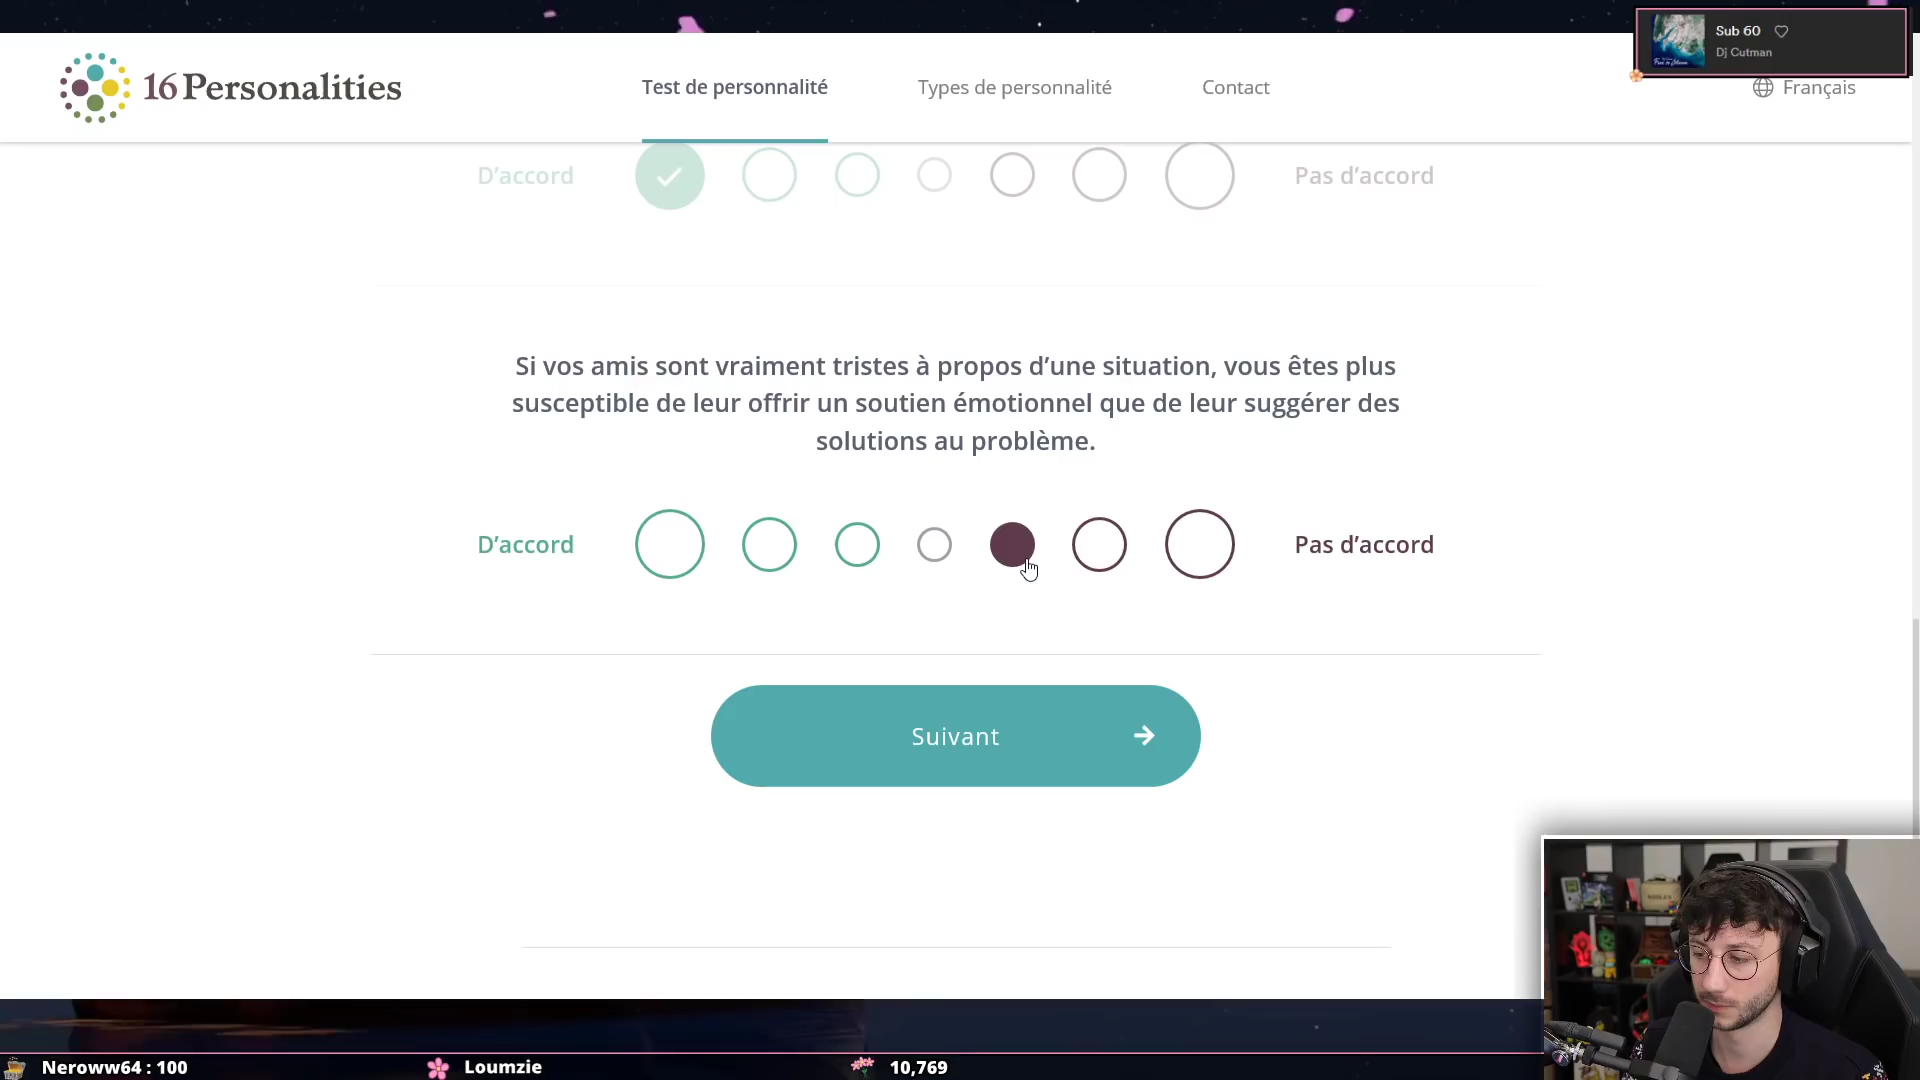 Sub 60
Dj Cutman
16Personalities
Test de personnalité
Types de personnalité
Contact
Français
D'accord
Pas d'accord
Si vos amis sont vraiment tristes à propos d'une situation, vous êtes plus
susceptible de leur offrir un soutien émotionnel que de leur suggérer des
solutions au problème.
D'accord
Pas d'accord
Suivant
Neroww64 : 100
Loumzie
10,769